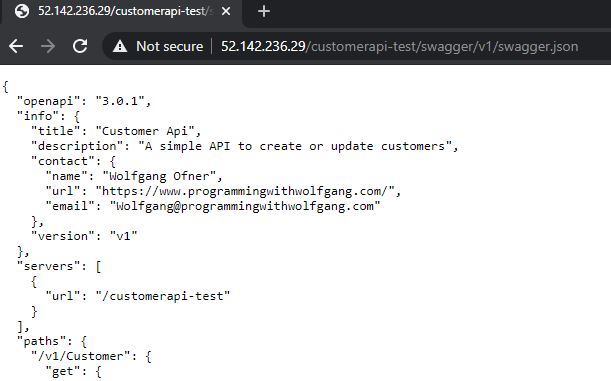 52.142.236.29/customerapi-test/s
Not secure | 52.142.236.29/customerapi-test/swagger/v1/swagger.json
{
  "openapi": "3.0.1",
  "info": {
    "title": "Customer Api",
    "description": "A simple API to create or update customers",
    "contact": {
      "name": "Wolfgang Ofner",
      "url": "https://www.programmingwithwolfgang.com/",
      "email": "Wolfgang@programmingwithwolfgang.com"
    },
    "version": "v1"
  },
  "servers": [
    {
      "url": "/customerapi-test"
    }
  ],
  "paths": {
    "/v1/Customer": {
      "get": {